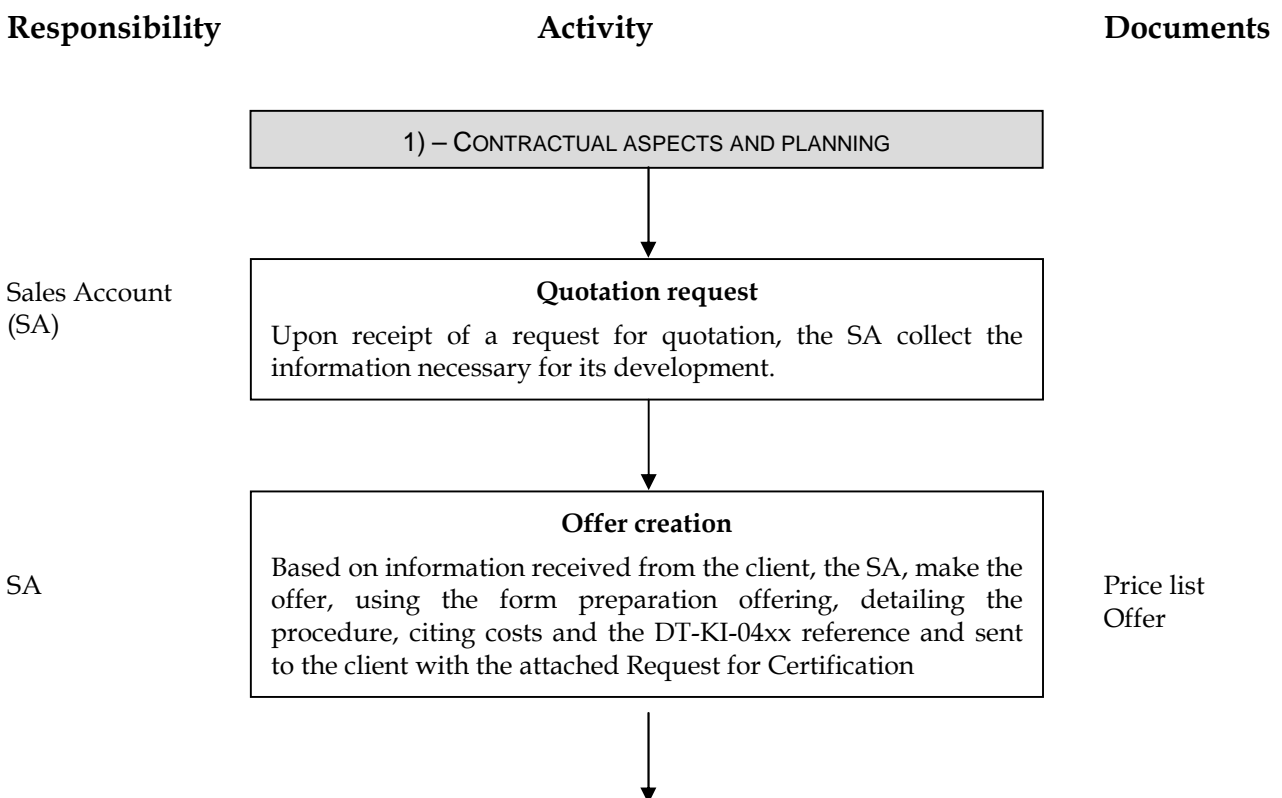 Responsibility Activity Documents
1) – CONTRACTUAL ASPECTS AND PLANNING
Sales Account
(SA)
Quotation request
Upon receipt of a request for quotation, the SA collect the
information necessary for its development.
SA
Offer creation
Based on information received from the client, the SA, make the
offer, using the form preparation offering, detailing the
procedure, citing costs and the DT-KI-04xx reference and sent
to the client with the attached Request for Certification
Price list
Offer